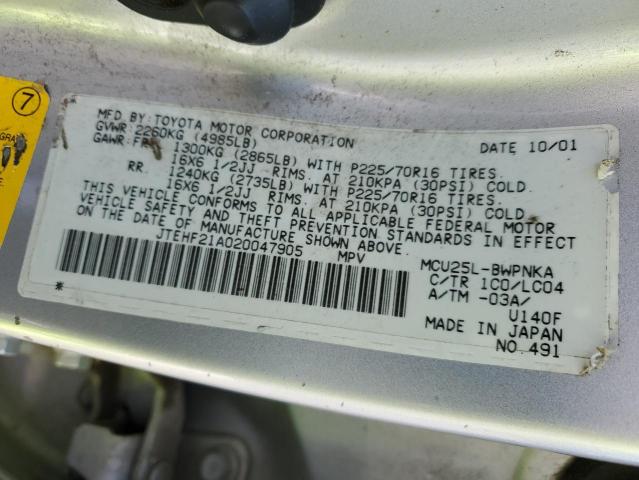 7
MFD. BY: TOYOTA MOTOR CORPORATION DATE 10/01
GVWR: 2260KG (4985LB)
GAWR: FR. 1300KG (2865LB) WITH P225/70R16 TIRES.
16X6 1/2JJ RIMS. AT 210KPA (30PSI) COLD.
RR. 1240KG (2735LB) WITH P225/70R16 TIRES.
16X6 1/2JJ RIMS. AT 210KPA (30PSI) COLD.
THIS VEHICLE CONFORMS TO ALL APPLICABLE FEDERAL MOTOR
VEHICLE SAFETY AND THEFT PREVENTION STANDARDS IN EFFECT
ON THE DATE OF MANUFACTURE SHOWN ABOVE.
* JTEHF21A020047905 MPV *
MCU25L-BWPNKA
C/TR 1C0/LC04
A/TM -03A/
U140F
MADE IN JAPAN
NO. 491